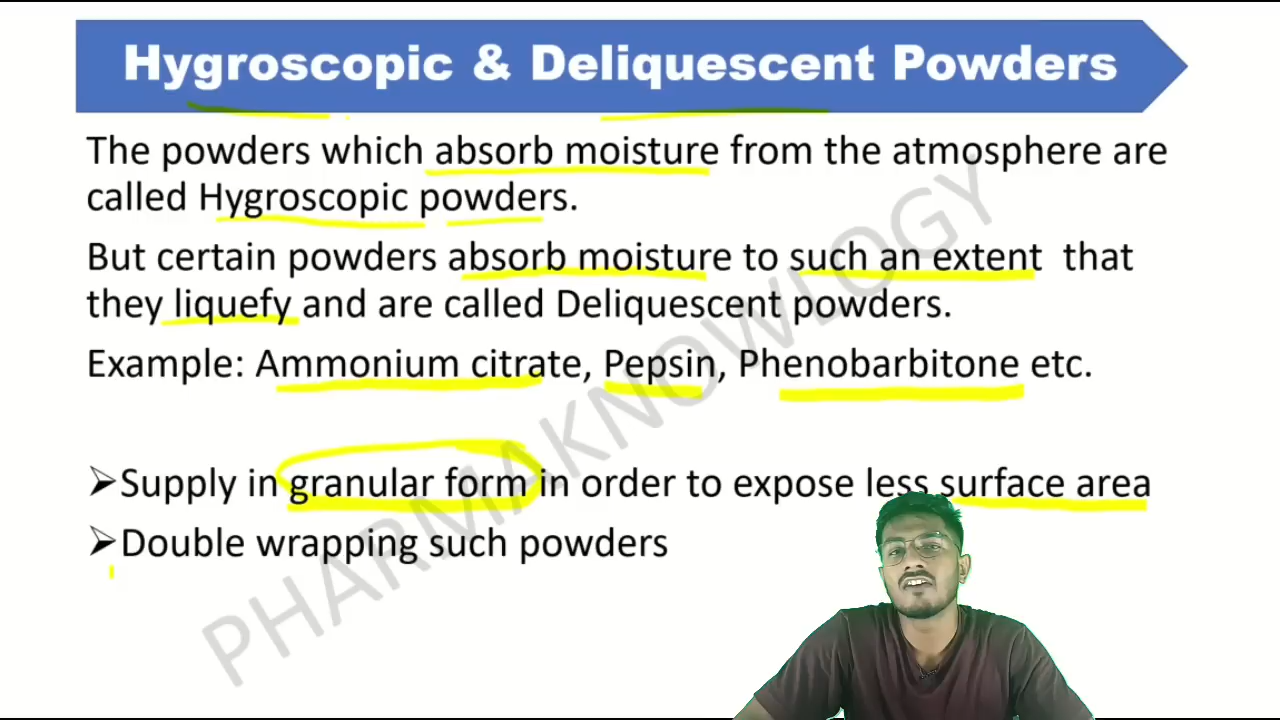 Hygroscopic & Deliquescent Powders
The powders which absorb moisture from the atmosphere are
called Hygroscopic powders.
But certain powders absorb moisture to such an extent that
they liquefy and are called Deliquescent powders.
Example: Ammonium citrate, Pepsin, Phenobarbitone etc.
➢Supply in granular form in order to expose less surface area
➢Double wrapping such powders
PHARMAKNOWLOGY